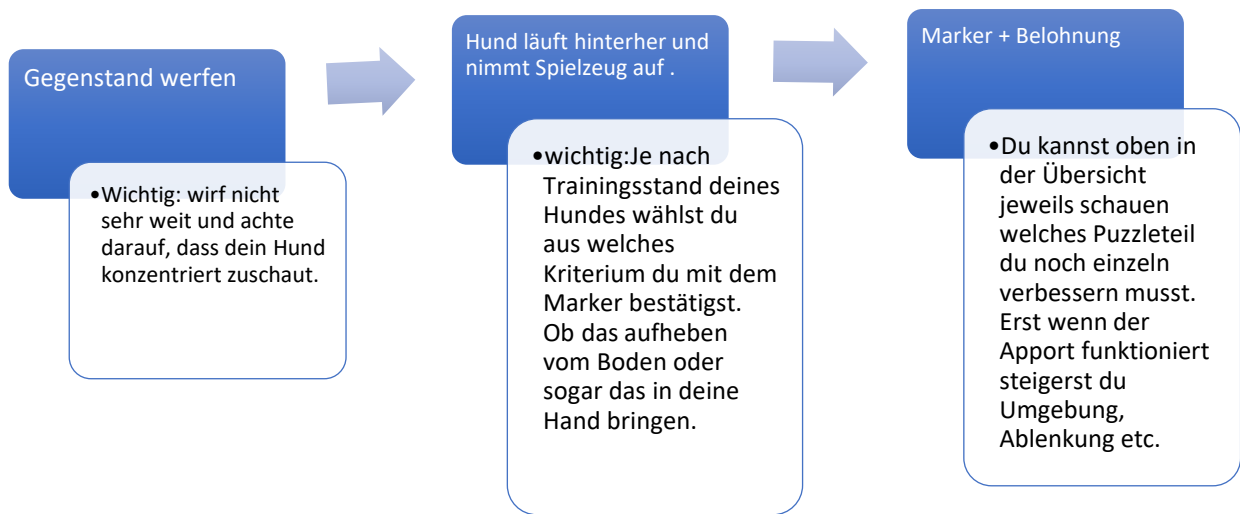 Gegenstand werfen
•Wichtig: wirf nicht
sehr weit und achte
darauf, dass dein Hund
konzentriert zuschaut.
Hund läuft hinterher und
nimmt Spielzeug auf .
•wichtig:Je nach
Trainingsstand deines
Hundes wählst du
aus welches
Kriterium du mit dem
Marker bestätigst.
Ob das aufheben
vom Boden oder
sogar das in deine
Hand bringen.
Marker + Belohnung
•Du kannst oben in
der Übersicht
jeweils schauen
welches Puzzleteil
du noch einzeln
verbessern musst.
Erst wenn der
Apport funktioniert
steigerst du
Umgebung,
Ablenkung etc.